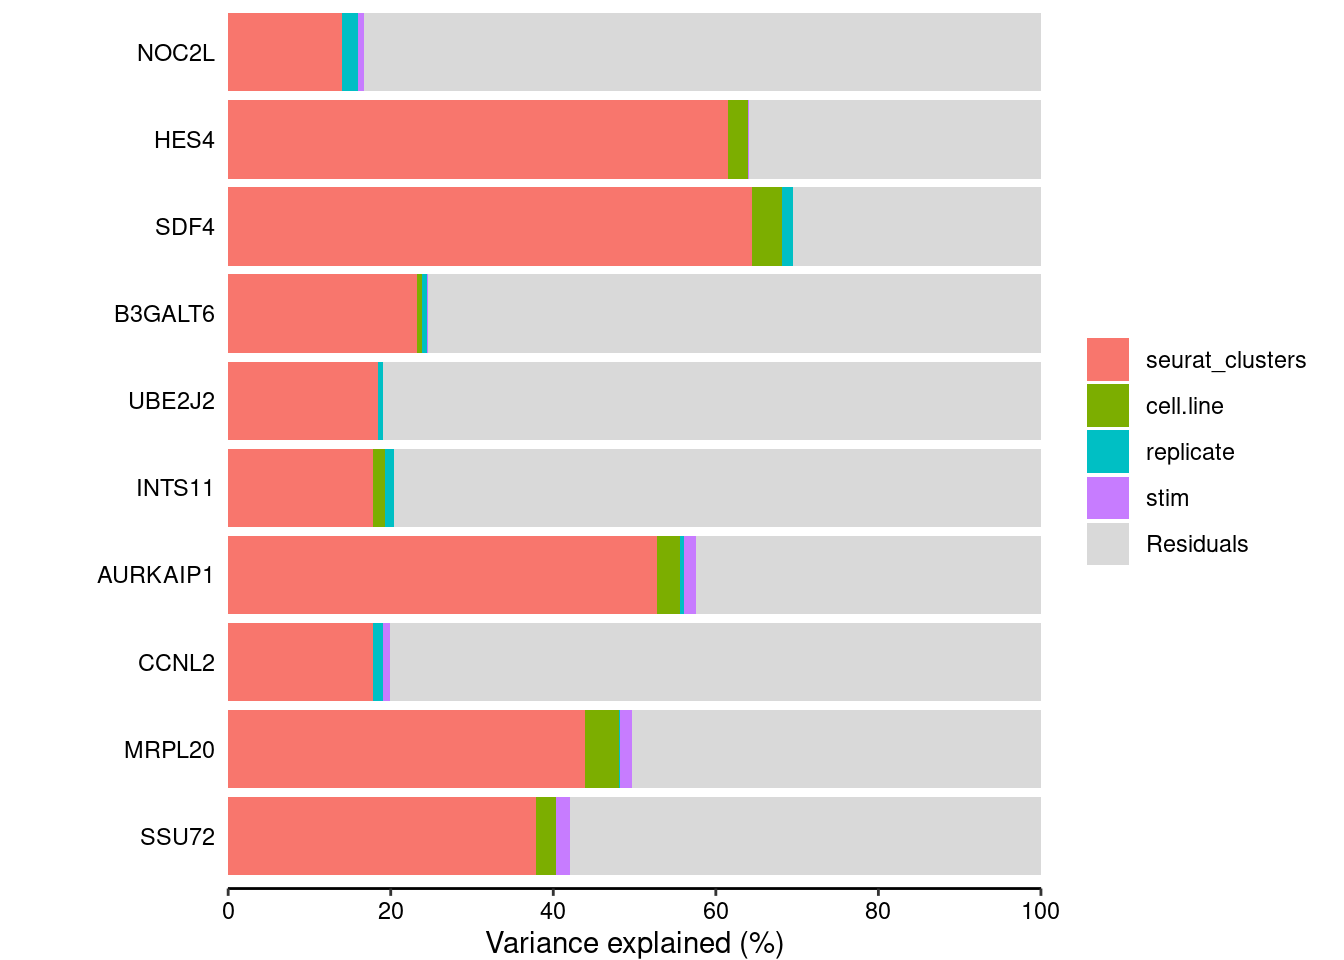 NOC2L
HES4
SDF4
B3GALT6
UBE2J2
INTS11
AURKAIP1
CCNL2
MRPL20
SSU72
0 20 40 60 80 100
Variance explained (%)
seurat_clusters
cell.line
replicate
stim
Residuals